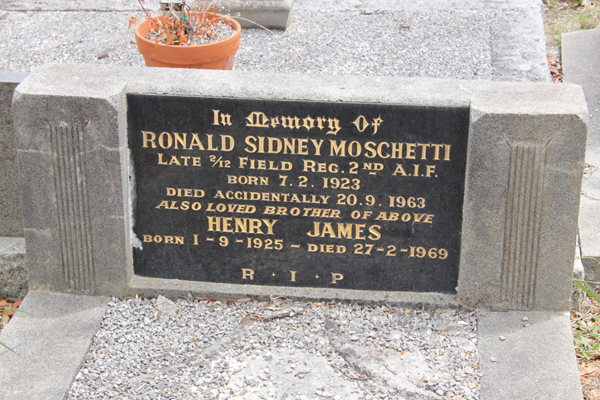 In Memory Of
RONALD SIDNEY MOSCHETTI
LATE 2/12 FIELD REG. 2ND A.I.F.
BORN 7. 2. 1923
DIED ACCIDENTALLY 20. 9. 1963
ALSO LOVED BROTHER OF ABOVE
HENRY JAMES
BORN 1-9-1925 – DIED 27-2-1969
R · I · P